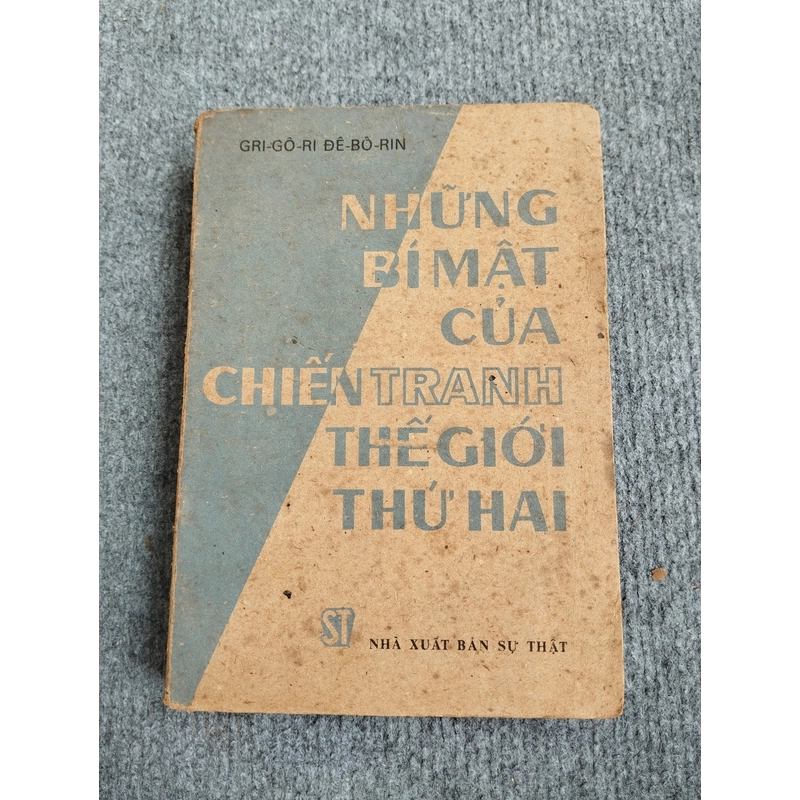 GRI-GÔ-RI ĐÊ-BÔ-RIN
NHỮNG
BÍ MẬT
CỦA
CHIẾN TRANH
THẾ GIỚI
THỨ HAI
ST
NHÀ XUẤT BẢN SỰ THẬT